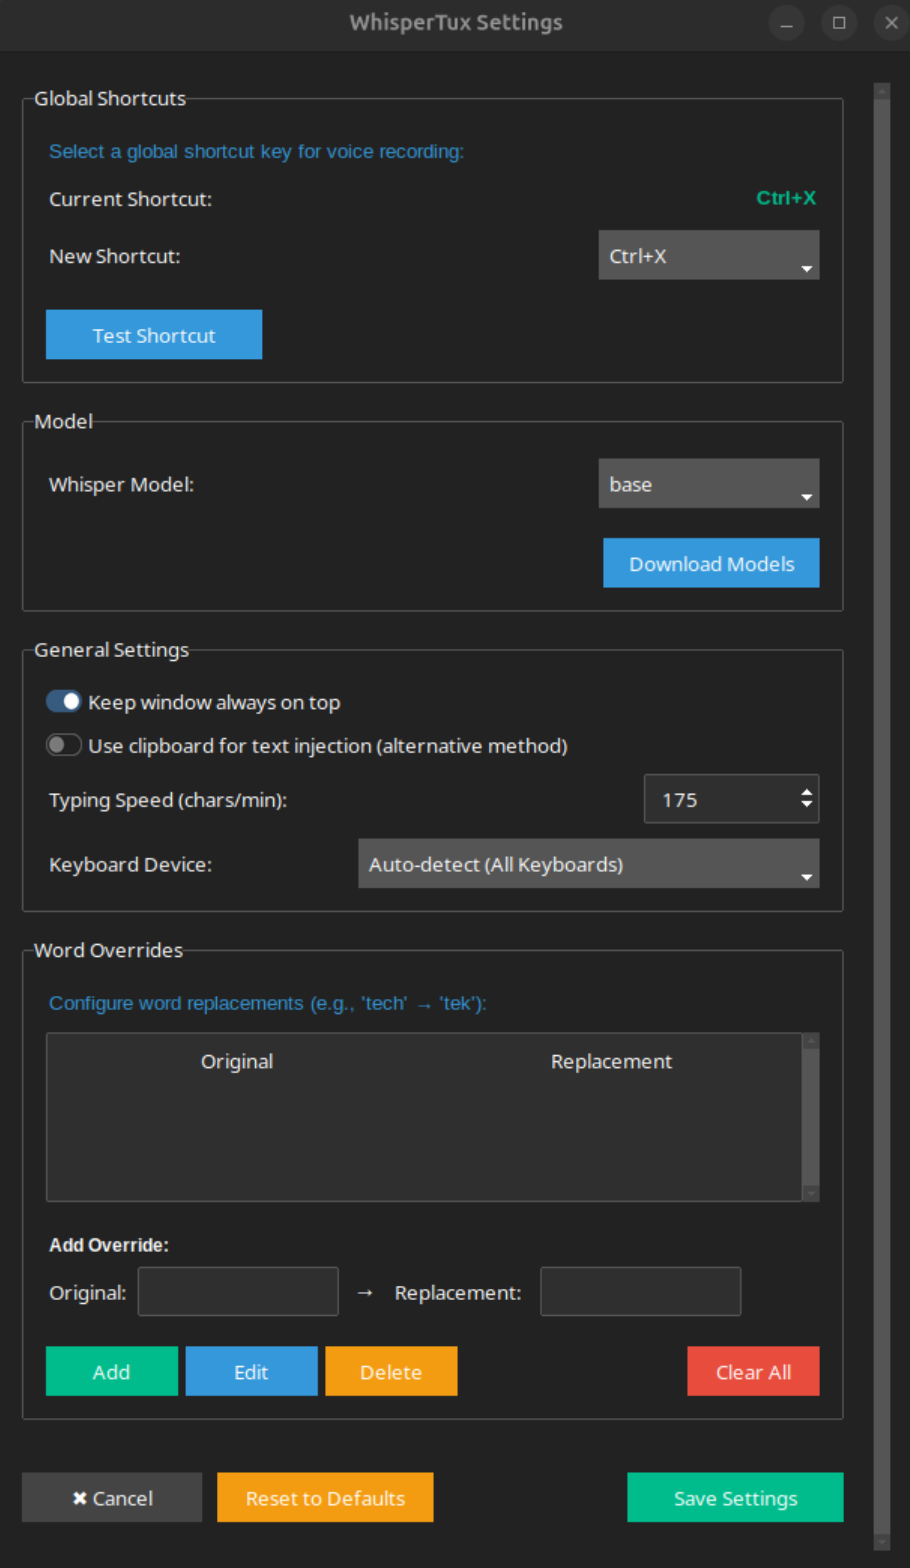 WhisperTux Settings
Global Shortcuts
Select a global shortcut key for voice recording:
Current Shortcut: Ctrl+X
New Shortcut: Ctrl+X
Test Shortcut
Model
Whisper Model: base
Download Models
General Settings
Keep window always on top
Use clipboard for text injection (alternative method)
Typing Speed (chars/min): 175
Keyboard Device: Auto-detect (All Keyboards)
Word Overrides
Configure word replacements (e.g., 'tech' → 'tek'):
Original Replacement
Add Override:
Original: → Replacement:
Add Edit Delete Clear All
✖ Cancel Reset to Defaults Save Settings